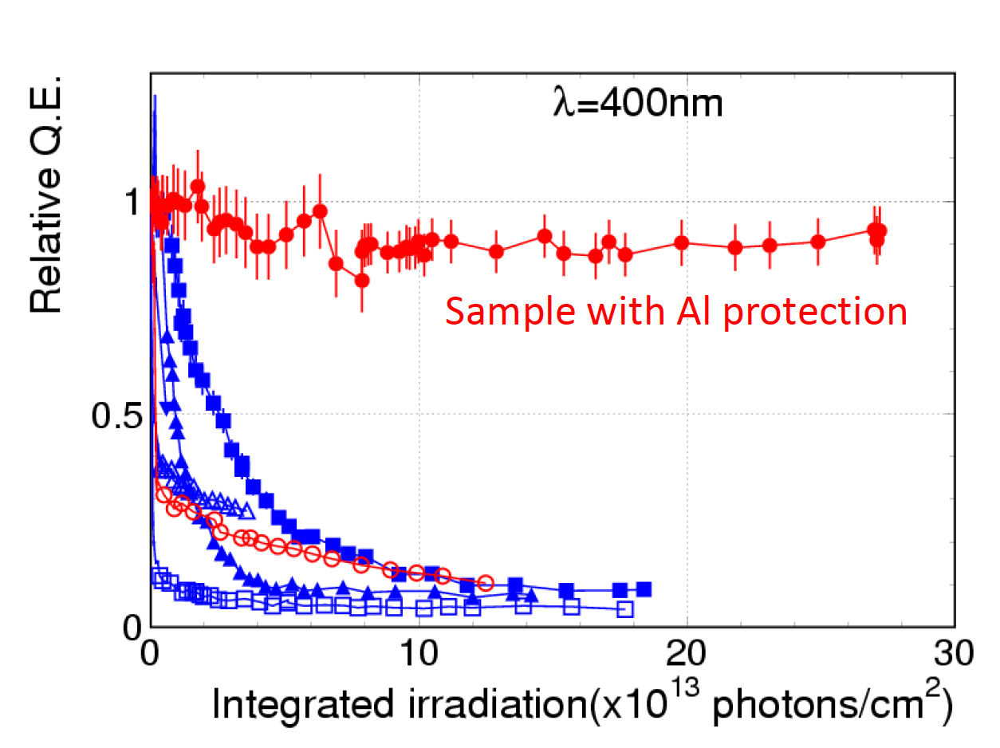 λ=400nm
Relative Q.E.
1
Sample with Al protection
0.5
0
0 10 20 30
Integrated irradiation(x10¹³ photons/cm²)